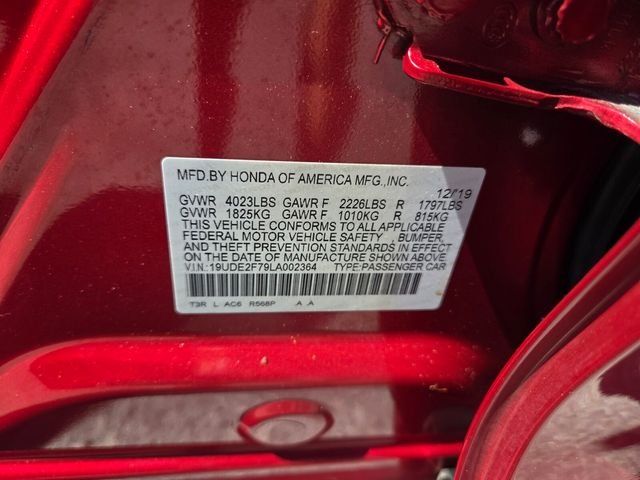 MFD.BY HONDA OF AMERICA MFG.,INC.
12/19
GVWR 4023LBS GAWR F 2226LBS R 1797LBS
GVWR 1825KG GAWR F 1010KG R 815KG
THIS VEHICLE CONFORMS TO ALL APPLICABLE
FEDERAL MOTOR VEHICLE SAFETY , BUMPER,
AND THEFT PREVENTION STANDARDS IN EFFECT
ON THE DATE OF MANUFACTURE SHOWN ABOVE.
V.I.N:19UDE2F79LA002364 TYPE:PASSENGER CAR
T3R L AC6 R568P A A